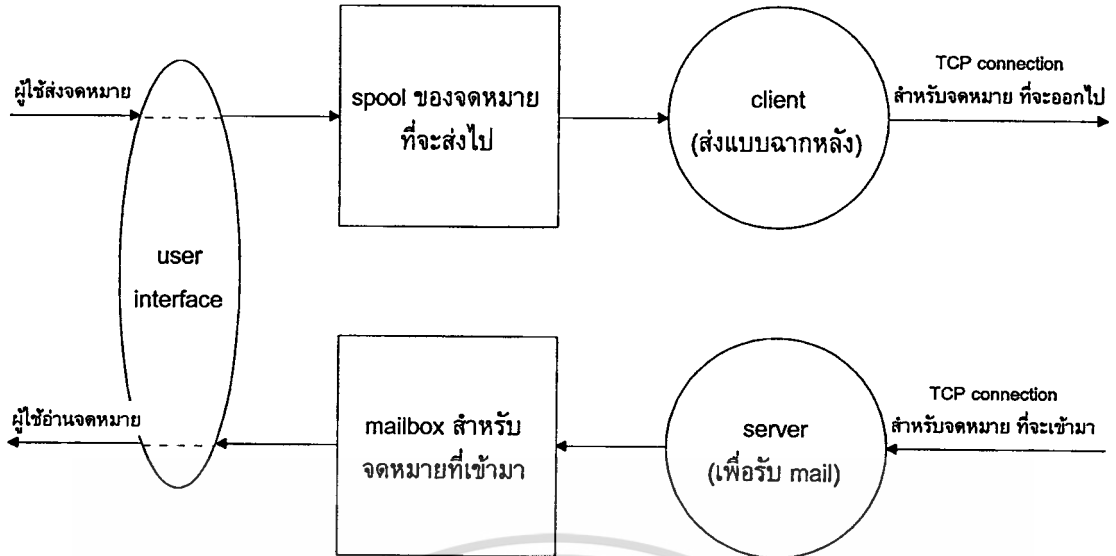 ผู้ใช้ส่งจดหมาย
spool ของจดหมาย
ที่จะส่งไป
client
(ส่งแบบฉากหลัง)
TCP connection
สำหรับจดหมาย ที่จะออกไป
user
interface
ผู้ใช้อ่านจดหมาย
mailbox สำหรับ
จดหมายที่เข้ามา
server
(เพื่อรับ mail)
TCP connection
สำหรับจดหมาย ที่จะเข้ามา